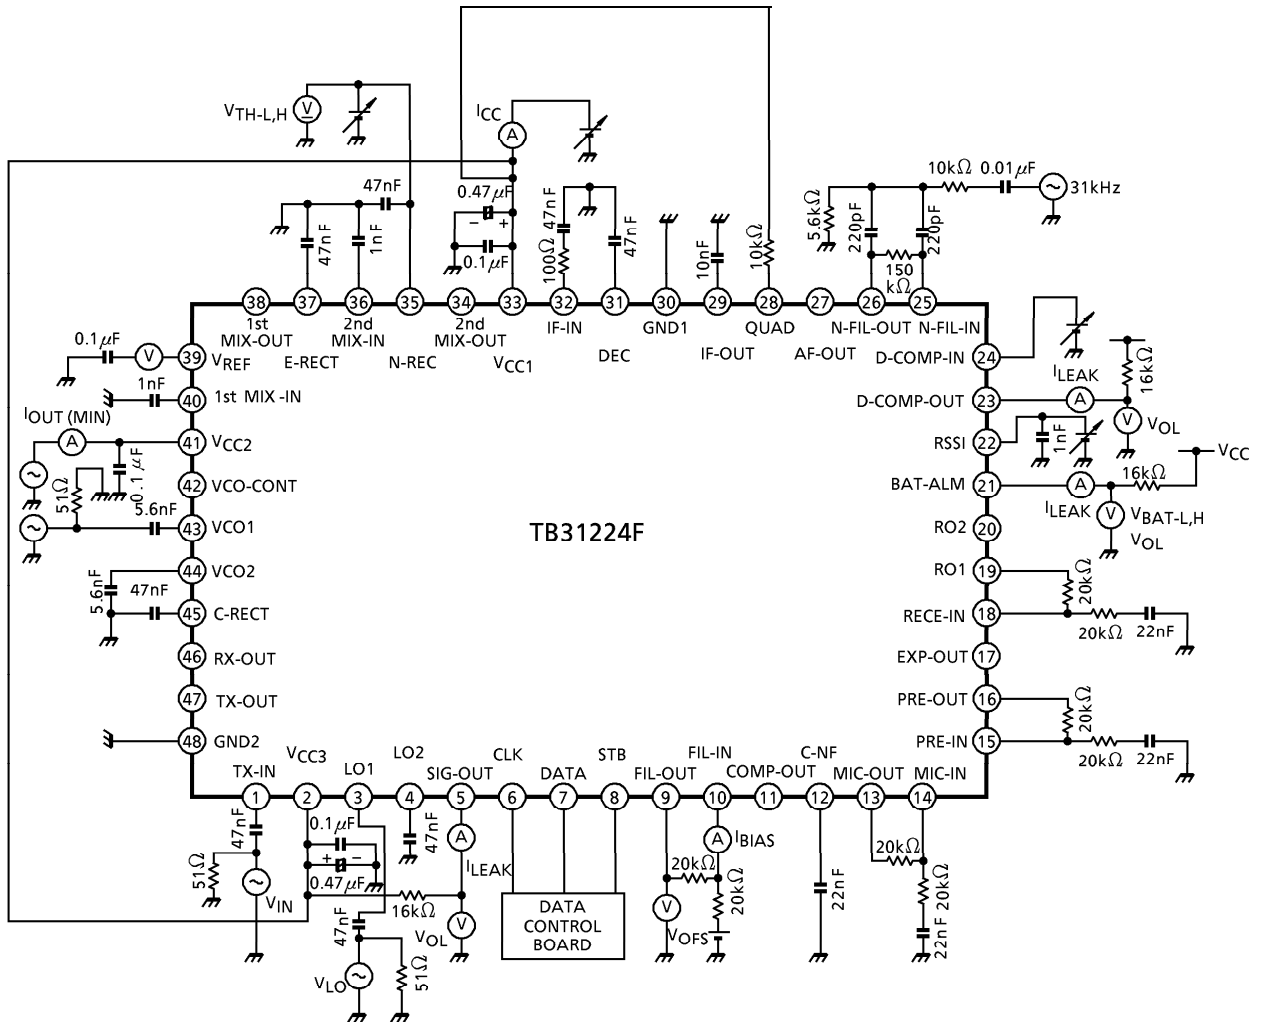 VTH-L,H
V
ICC
A
47nF
0.47μF
− +
0.1μF
47nF
1nF
47nF
100Ω
47nF
10nF
10kΩ
5.6kΩ
220pF
220pF
150
kΩ
10kΩ 0.01μF
31kHz
38 37 36 35 34 33 32 31 30 29 28 27 26 25
1st
MIX-OUT
E-RECT
2nd
MIX-IN
N-REC
2nd
MIX-OUT
VCC1
IF-IN
DEC
GND1
IF-OUT
QUAD
AF-OUT
N-FIL-OUT
N-FIL-IN
0.1μF
V
39
VREF
1nF
40
1st MIX-IN
IOUT (MIN)
A
41
VCC2
0.1μF
51Ω
42
VCO-CONT
5.6nF
43
VCO1
44
VCO2
5.6nF
47nF
45
C-RECT
46
RX-OUT
47
TX-OUT
48
GND2
TB31224F
D-COMP-IN
24
D-COMP-OUT
23
ILEAK
A
16kΩ
V
VOL
RSSI
22
1nF
VCC
BAT-ALM
21
A
16kΩ
ILEAK
V
VBAT-L,H
VOL
RO2
20
RO1
19
20kΩ
RECE-IN
18
20kΩ 22nF
EXP-OUT
17
PRE-OUT
16
20kΩ
PRE-IN
15
20kΩ 22nF
TX-IN
VCC3
LO1
LO2
SIG-OUT
CLK
DATA
STB
FIL-OUT
FIL-IN
COMP-OUT
C-NF
MIC-OUT
MIC-IN
1 2 3 4 5 6 7 8 9 10 11 12 13 14
47nF
51Ω
VIN
0.1μF
+ −
0.47μF
47nF
VLO
51Ω
47nF
A
ILEAK
16kΩ
V
VOL
DATA
CONTROL
BOARD
A
IBIAS
20kΩ
20kΩ
V
VOFS
22nF
20kΩ
20kΩ
22nF